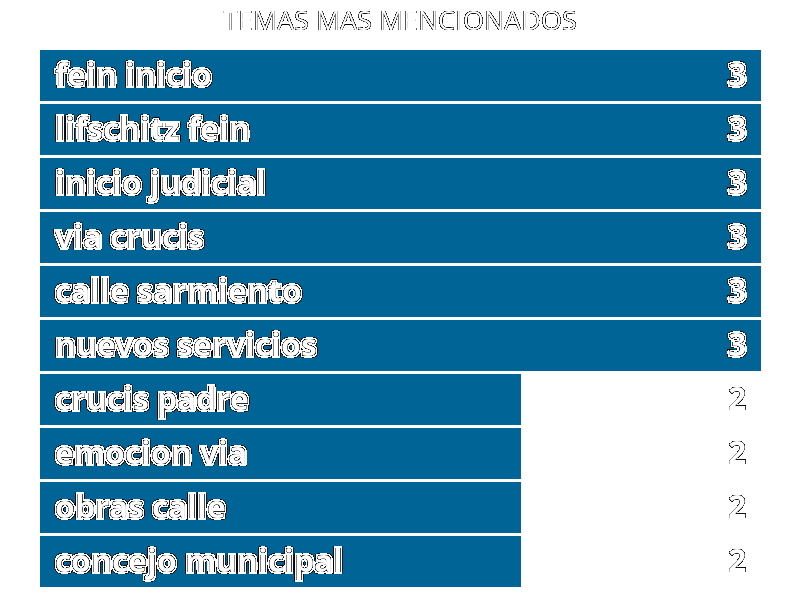 TEMAS MAS MENCIONADOS
fein inicio 3
lifschitz fein 3
inicio judicial 3
via crucis 3
calle sarmiento 3
nuevos servicios 3
crucis padre 2
emocion via 2
obras calle 2
concejo municipal 2